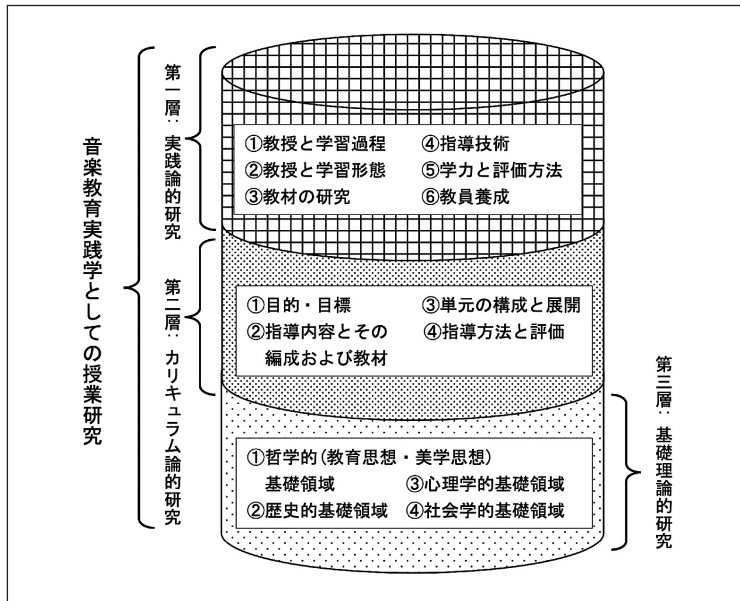 音楽教育実践学としての授業研究
第一層：実践論的研究
①教授と学習過程
②教授と学習形態
③教材の研究
④指導技術
⑤学力と評価方法
⑥教員養成
第二層：カリキュラム論的研究
①目的・目標
②指導内容とその
編成および教材
③単元の構成と展開
④指導方法と評価
第三層：基礎理論的研究
①哲学的(教育思想・美学思想)
基礎領域
②歴史的基礎領域
③心理学的基礎領域
④社会学的基礎領域